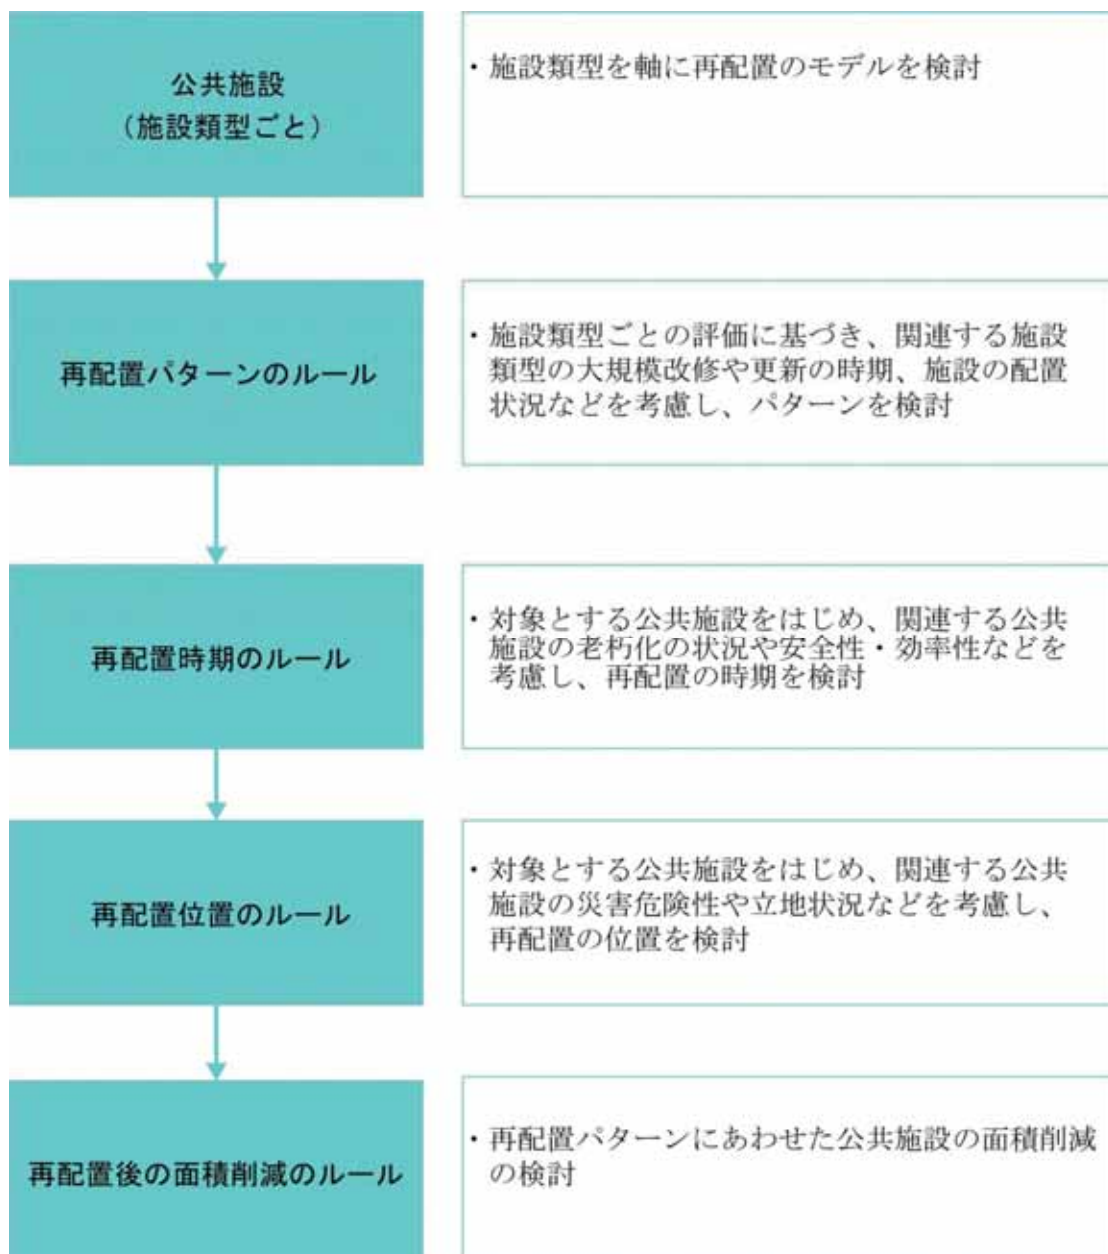 公共施設
（施設類型ごと）
・施設類型を軸に再配置のモデルを検討
再配置パターンのルール
・施設類型ごとの評価に基づき、関連する施設
類型の大規模改修や更新の時期、施設の配置
状況などを考慮し、パターンを検討
再配置時期のルール
・対象とする公共施設をはじめ、関連する公共
施設の老朽化の状況や安全性・効率性などを
考慮し、再配置の時期を検討
再配置位置のルール
・対象とする公共施設をはじめ、関連する公共
施設の災害危険性や立地状況などを考慮し、
再配置の位置を検討
再配置後の面積削減のルール
・再配置パターンにあわせた公共施設の面積削減
の検討